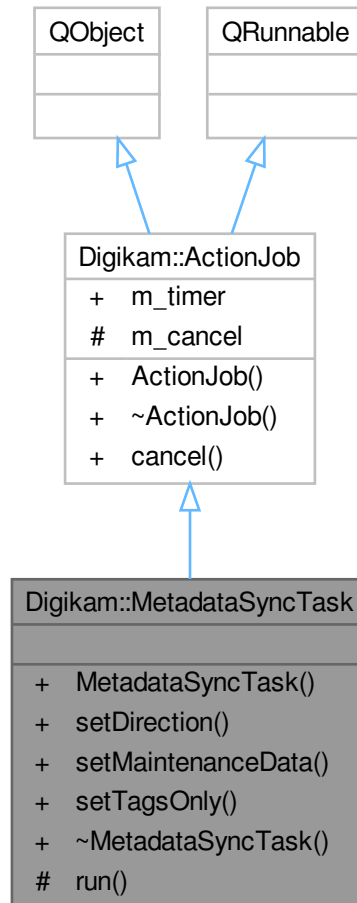 QObject
QRunnable
Digikam::ActionJob
+ m_timer
# m_cancel
+ ActionJob()
+ ~ActionJob()
+ cancel()
Digikam::MetadataSyncTask
+ MetadataSyncTask()
+ setDirection()
+ setMaintenanceData()
+ setTagsOnly()
+ ~MetadataSyncTask()
# run()